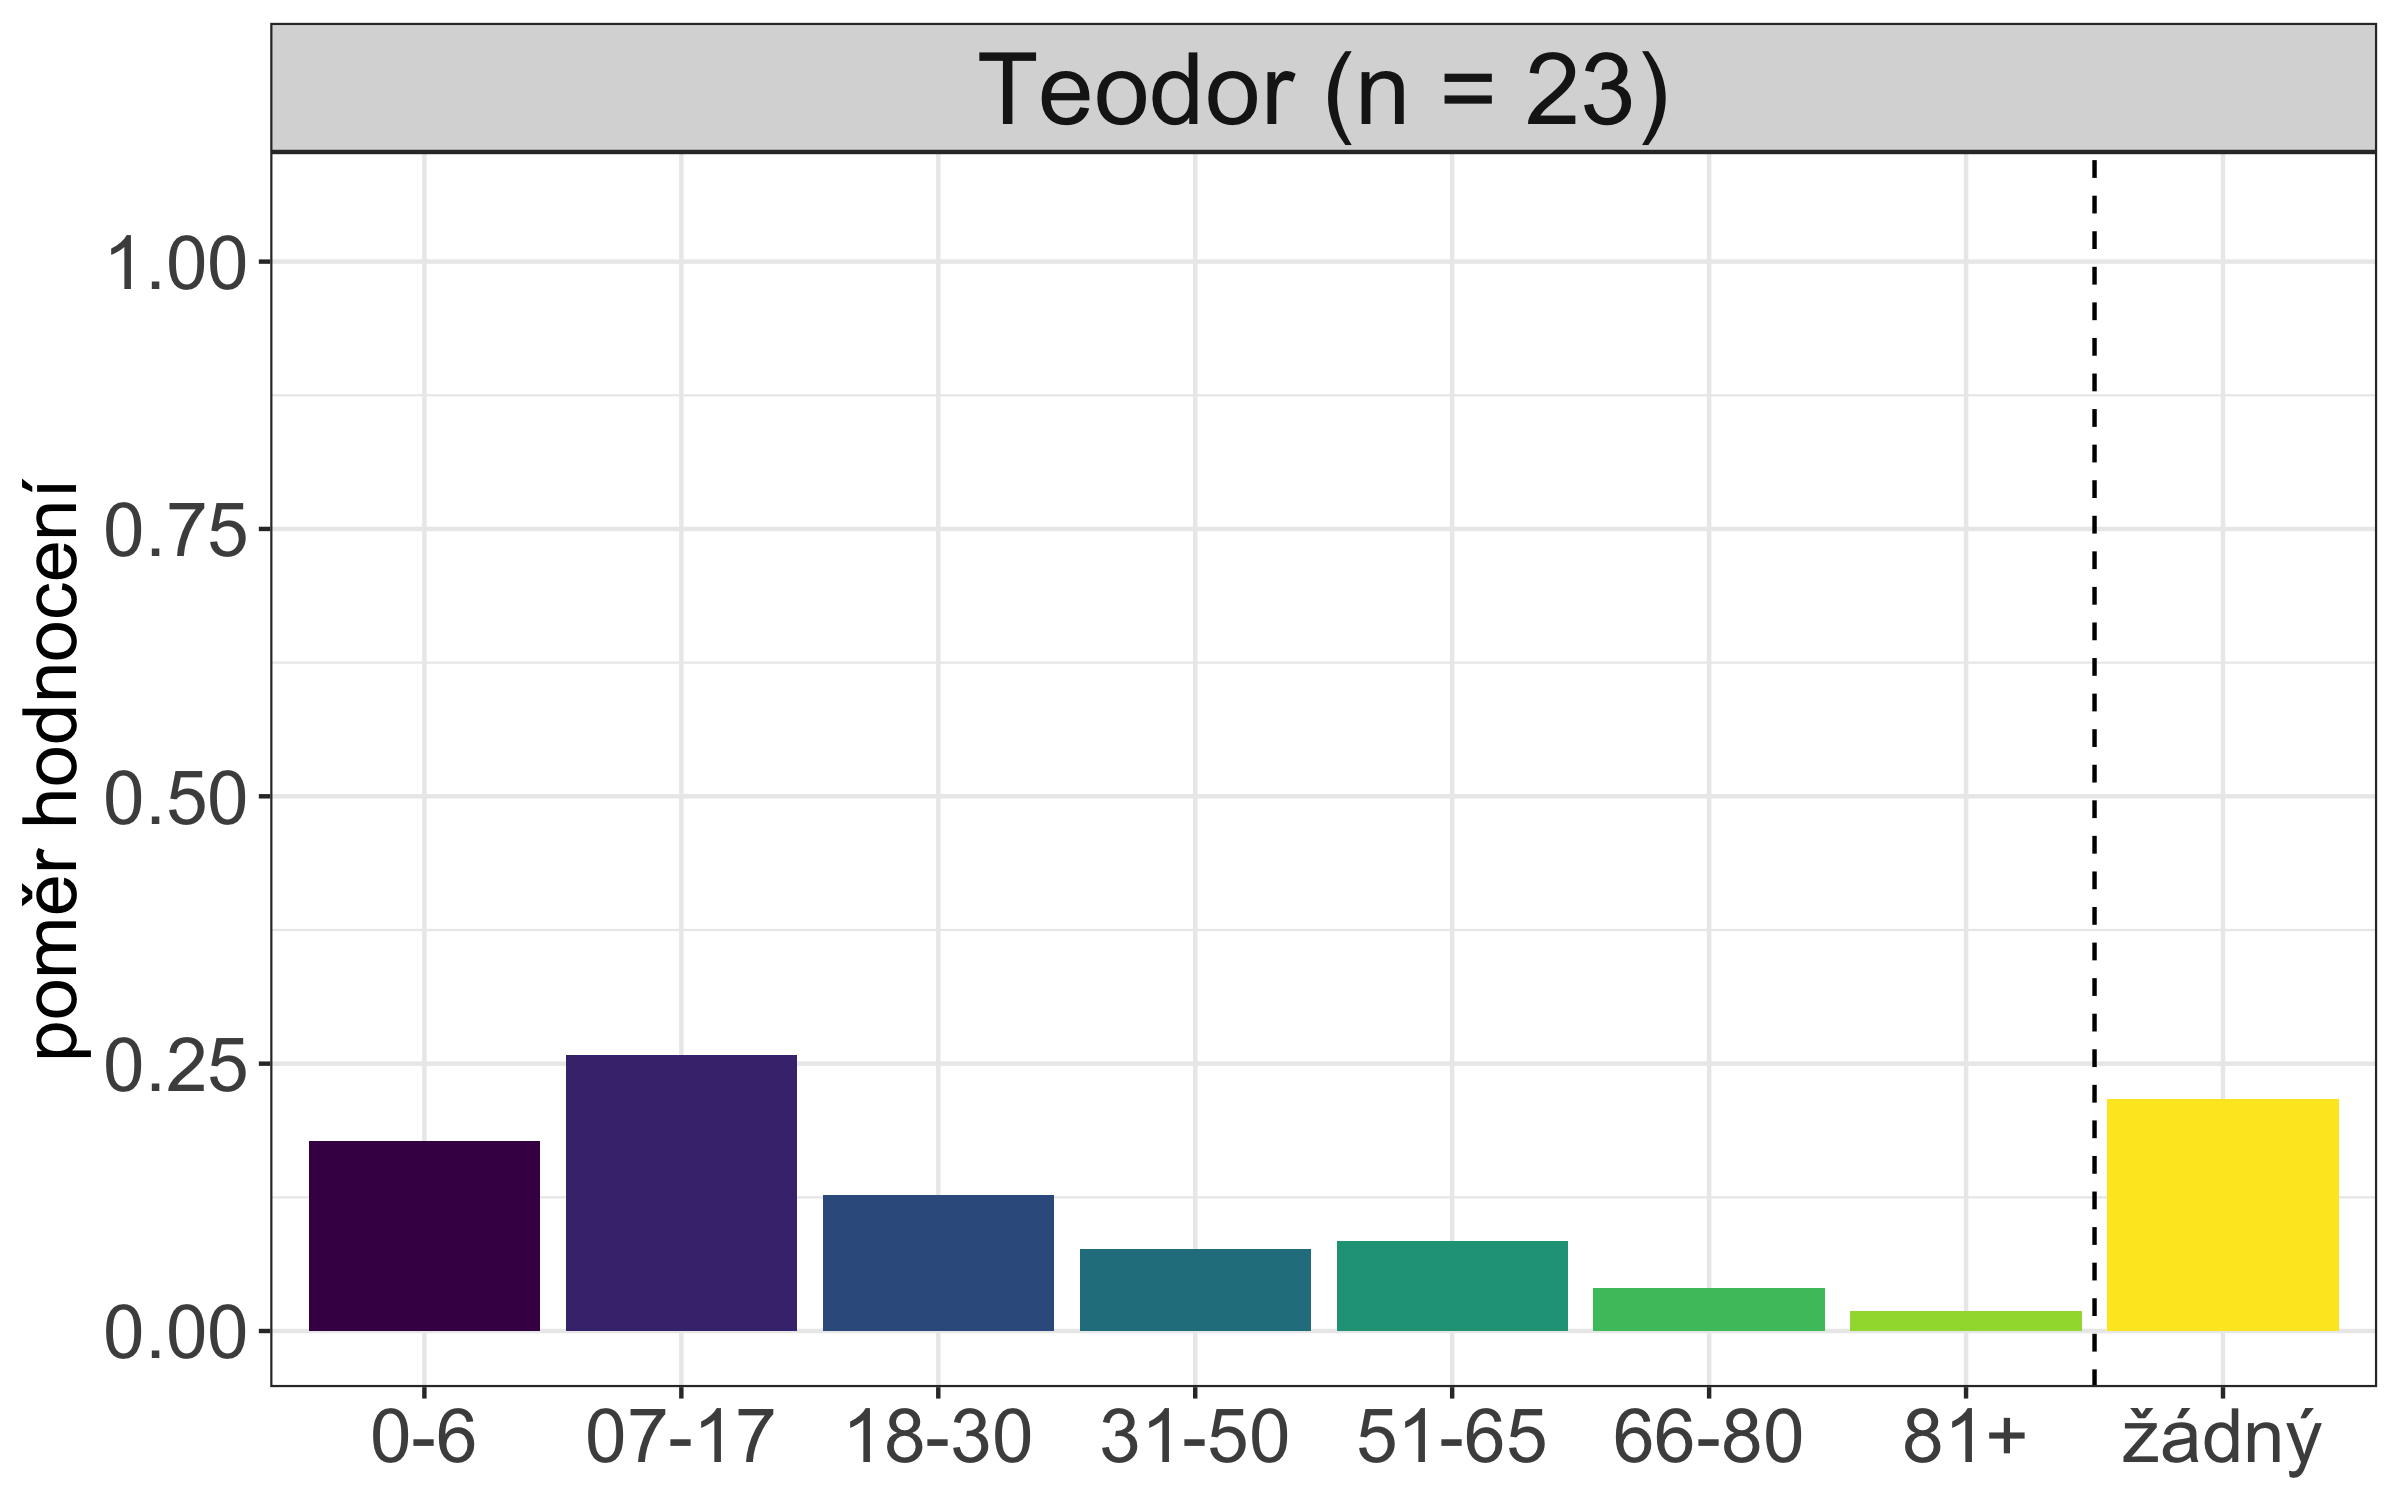 Teodor (n = 23)
poměr hodnocení
1.00
0.75
0.50
0.25
0.00
0-6 07-17 18-30 31-50 51-65 66-80 81+ žádný